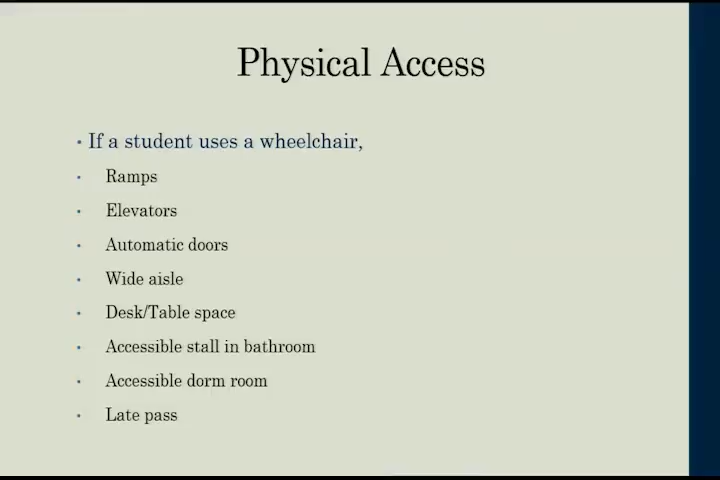 Physical Access
• If a student uses a wheelchair,
• Ramps
• Elevators
• Automatic doors
• Wide aisle
• Desk/Table space
• Accessible stall in bathroom
• Accessible dorm room
• Late pass